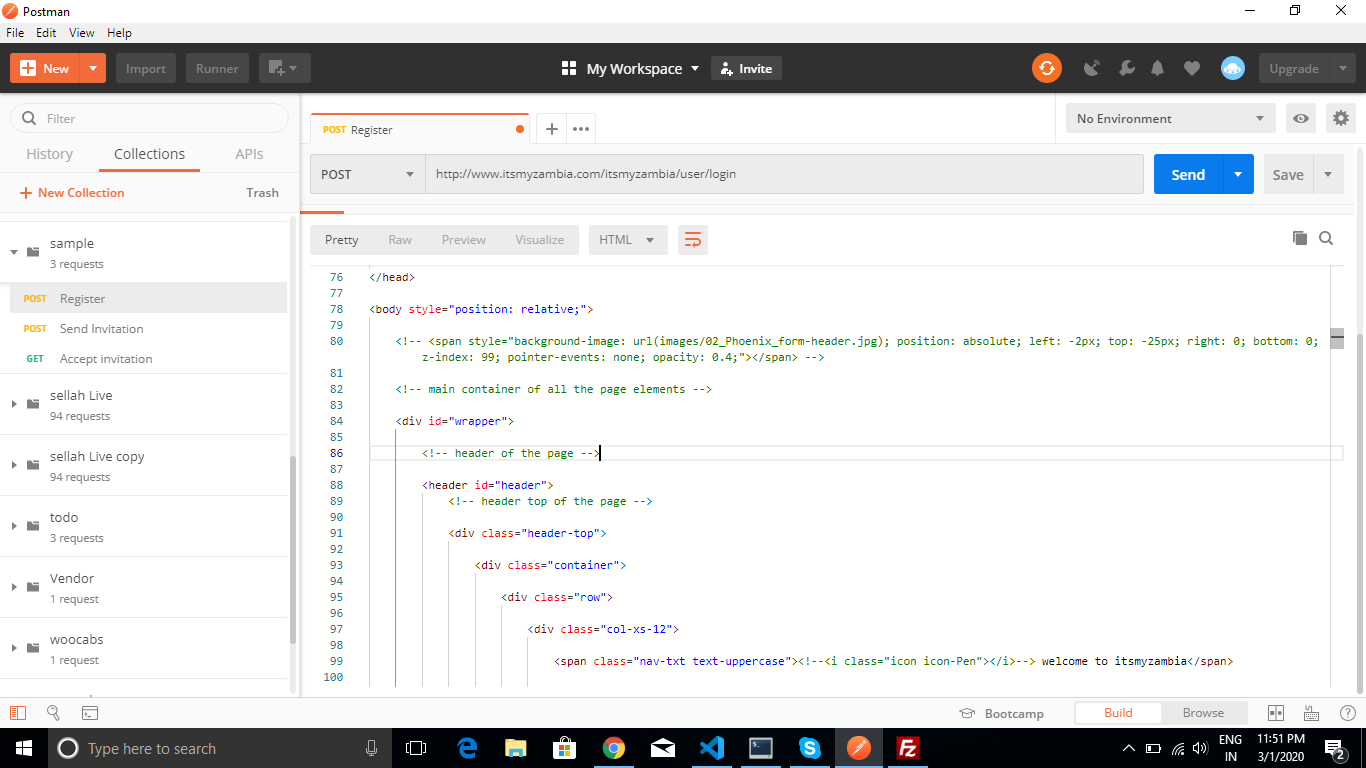 Postman
File Edit View Help
New Import Runner My Workspace Invite Upgrade
Filter
History Collections APIs
New Collection Trash
sample
3 requests
POST Register
POST Send Invitation
GET Accept invitation
sellah Live
94 requests
sellah Live copy
94 requests
todo
3 requests
Vendor
1 request
woocabs
1 request
POST Register
No Environment
POST http://www.itsmyzambia.com/itsmyzambia/user/login Send Save
Pretty Raw Preview Visualize HTML
76 </head>
77
78 <body style="position: relative;">
79
80 <!-- <span style="background-image: url(images/02_Phoenix_form-header.jpg); position: absolute; left: -2px; top: -25px; right: 0; bottom: 0;
z-index: 99; pointer-events: none; opacity: 0.4;"></span> -->
81
82 <!-- main container of all the page elements -->
83
84 <div id="wrapper">
85
86 <!-- header of the page -->
87
88 <header id="header">
89 <!-- header top of the page -->
90
91 <div class="header-top">
92
93 <div class="container">
94
95 <div class="row">
96
97 <div class="col-xs-12">
98
99 <span class="nav-txt text-uppercase"><!--<i class="icon icon-Pen"></i>--> welcome to itsmyzambia</span>
100
Bootcamp Build Browse
Type here to search
ENG
IN
11:51 PM
3/1/2020
2